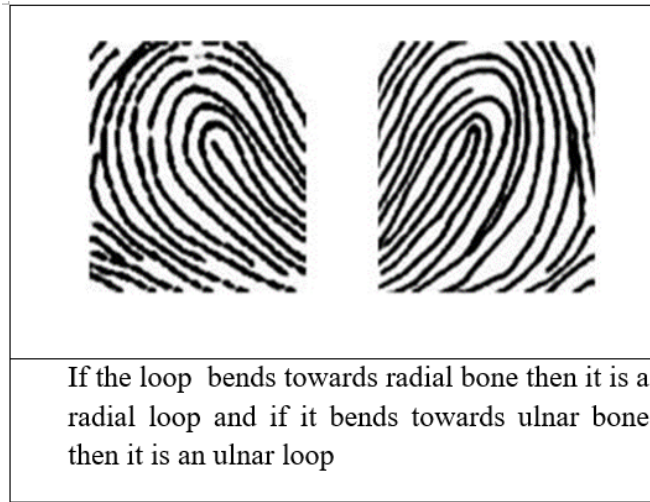 If the loop bends towards radial bone then it is a
radial loop and if it bends towards ulnar bone
then it is an ulnar loop